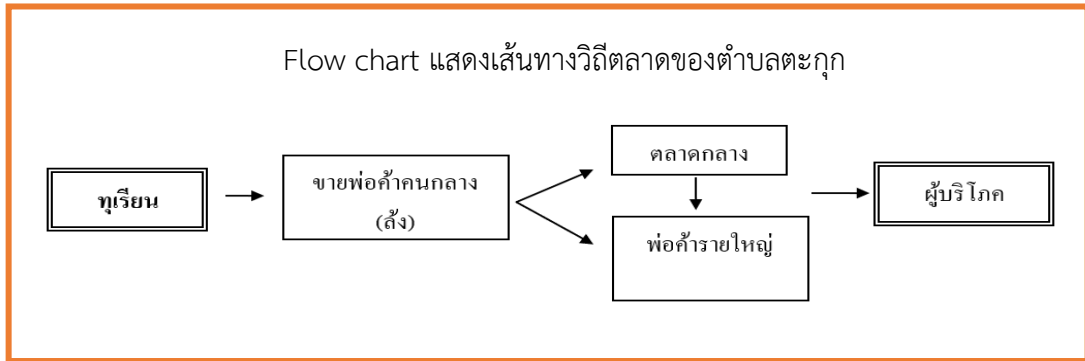 Flow chart แสดงเส้นทางวิถีตลาดของตำบลตะกุก
ทุเรียน
ขายพ่อค้าคนกลาง
(ล้ง)
ตลาดกลาง
พ่อค้ารายใหญ่
ผู้บริโภค